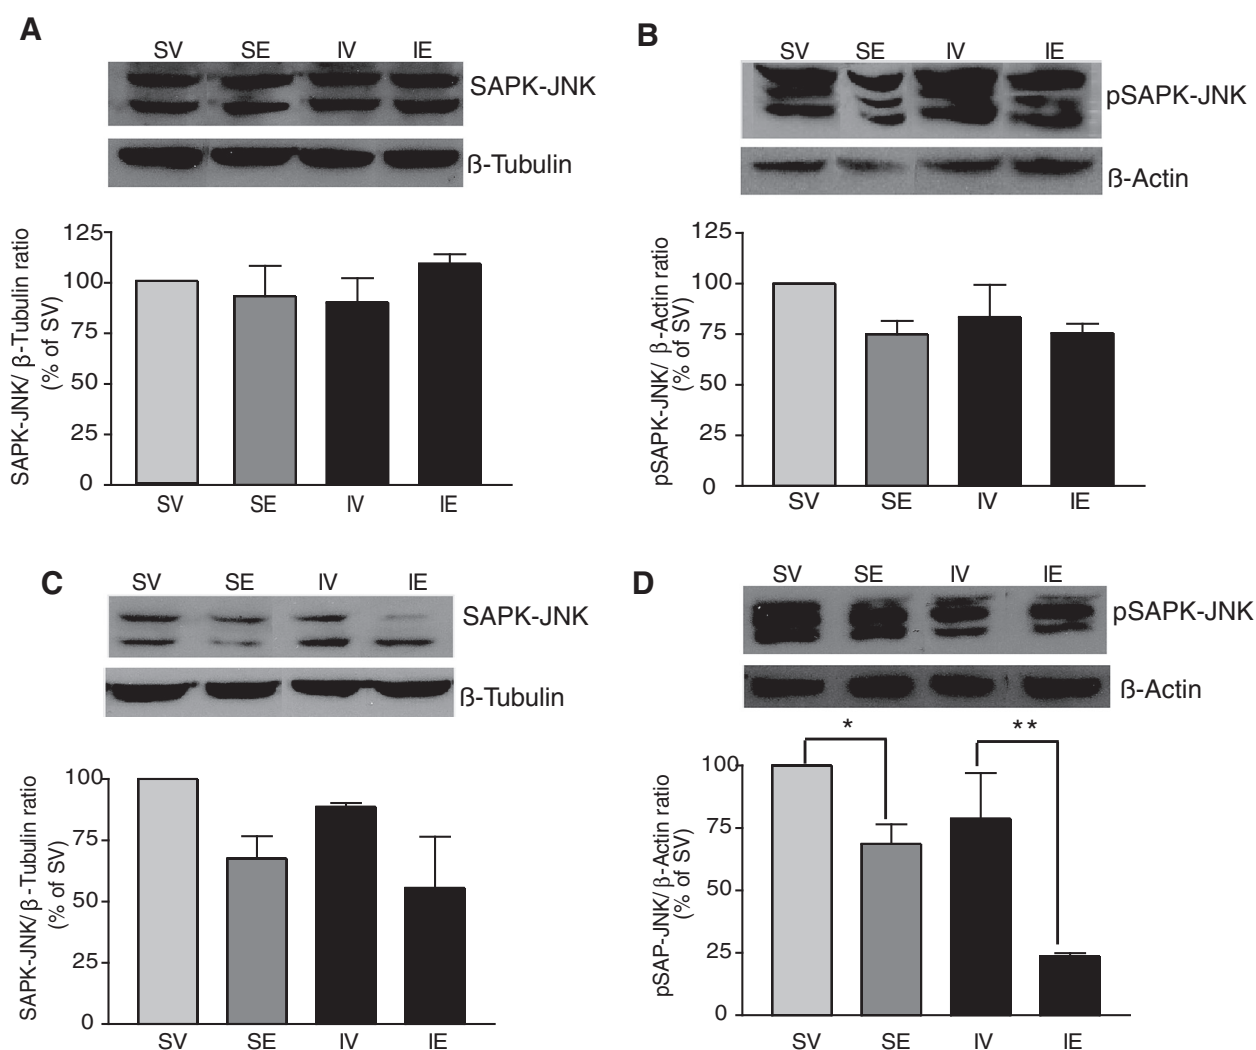 A
SV SE IV IE
SAPK-JNK
ß-Tubulin
SAPK-JNK/ β-Tubulin ratio
(% of SV)
125
100
75
50
25
0
SV SE IV IE
B
SV SE IV IE
pSAPK-JNK
ß-Actin
pSAPK-JNK/ β-Actin ratio
(% of SV)
125
100
75
50
25
0
SV SE IV IE
C
SV SE IV IE
SAPK-JNK
ß-Tubulin
SAPK-JNK/ β -Tubulin ratio
(% of SV)
100
75
50
25
0
SV SE IV IE
D
SV SE IV IE
pSAPK-JNK
ß-Actin
* **
pSAP-JNK/ β-Actin ratio
(% of SV)
100
75
50
25
0
SV SE IV IE